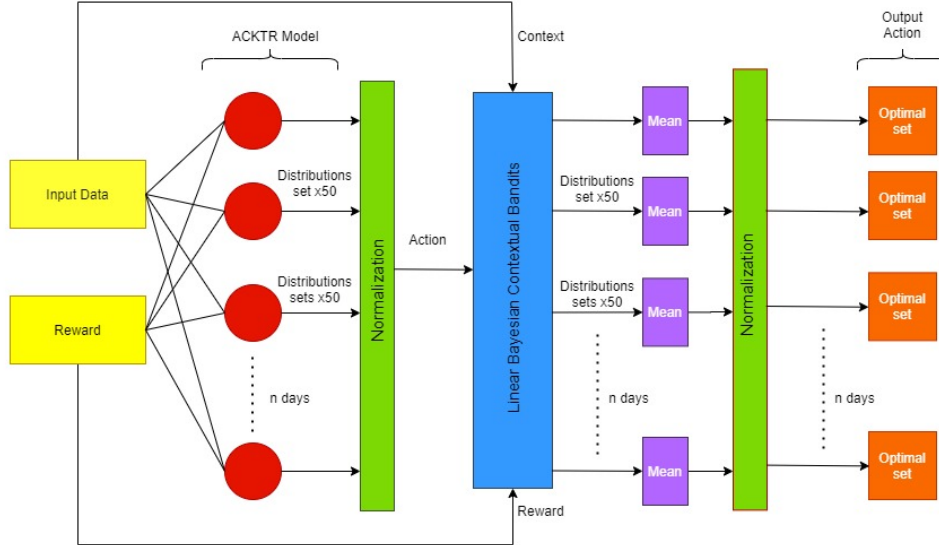 Output
Action
ACKTR Model
Context
Input Data
Reward
Distributions
set x50
Distributions
sets x50
n days
Normalization
Action
Linear Bayesian Contextual Bandits
Reward
Distributions
set x50
Distributions
sets x50
n days
Mean
Mean
Mean
Mean
Normalization
n days
Optimal
set
Optimal
set
Optimal
set
Optimal
set